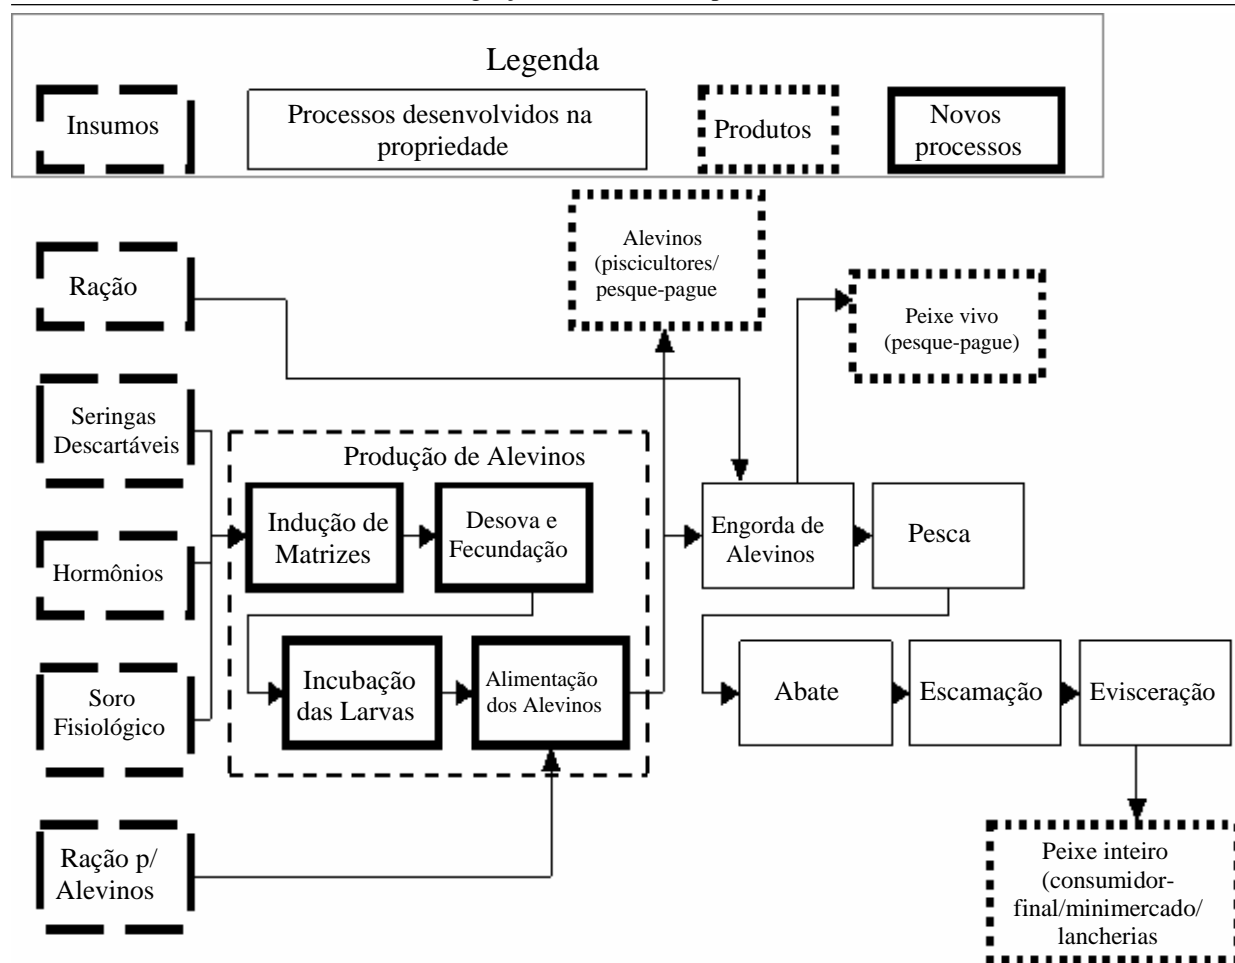 Legenda
Insumos
Processos desenvolvidos na
propriedade
Produtos
Novos
processos
Alevinos
(piscicultores/
pesque-pague
Ração
Peixe vivo
(pesque-pague)
Seringas
Descartáveis
Produção de Alevinos
Indução de
Matrizes
Desova e
Fecundação
Engorda de
Alevinos
Pesca
Hormônios
Incubação
das Larvas
Alimentação
dos Alevinos
Abate
Escamação
Evisceração
Soro
Fisiológico
Ração p/
Alevinos
Peixe inteiro
(consumidor-
final/minimercado/
lancherias